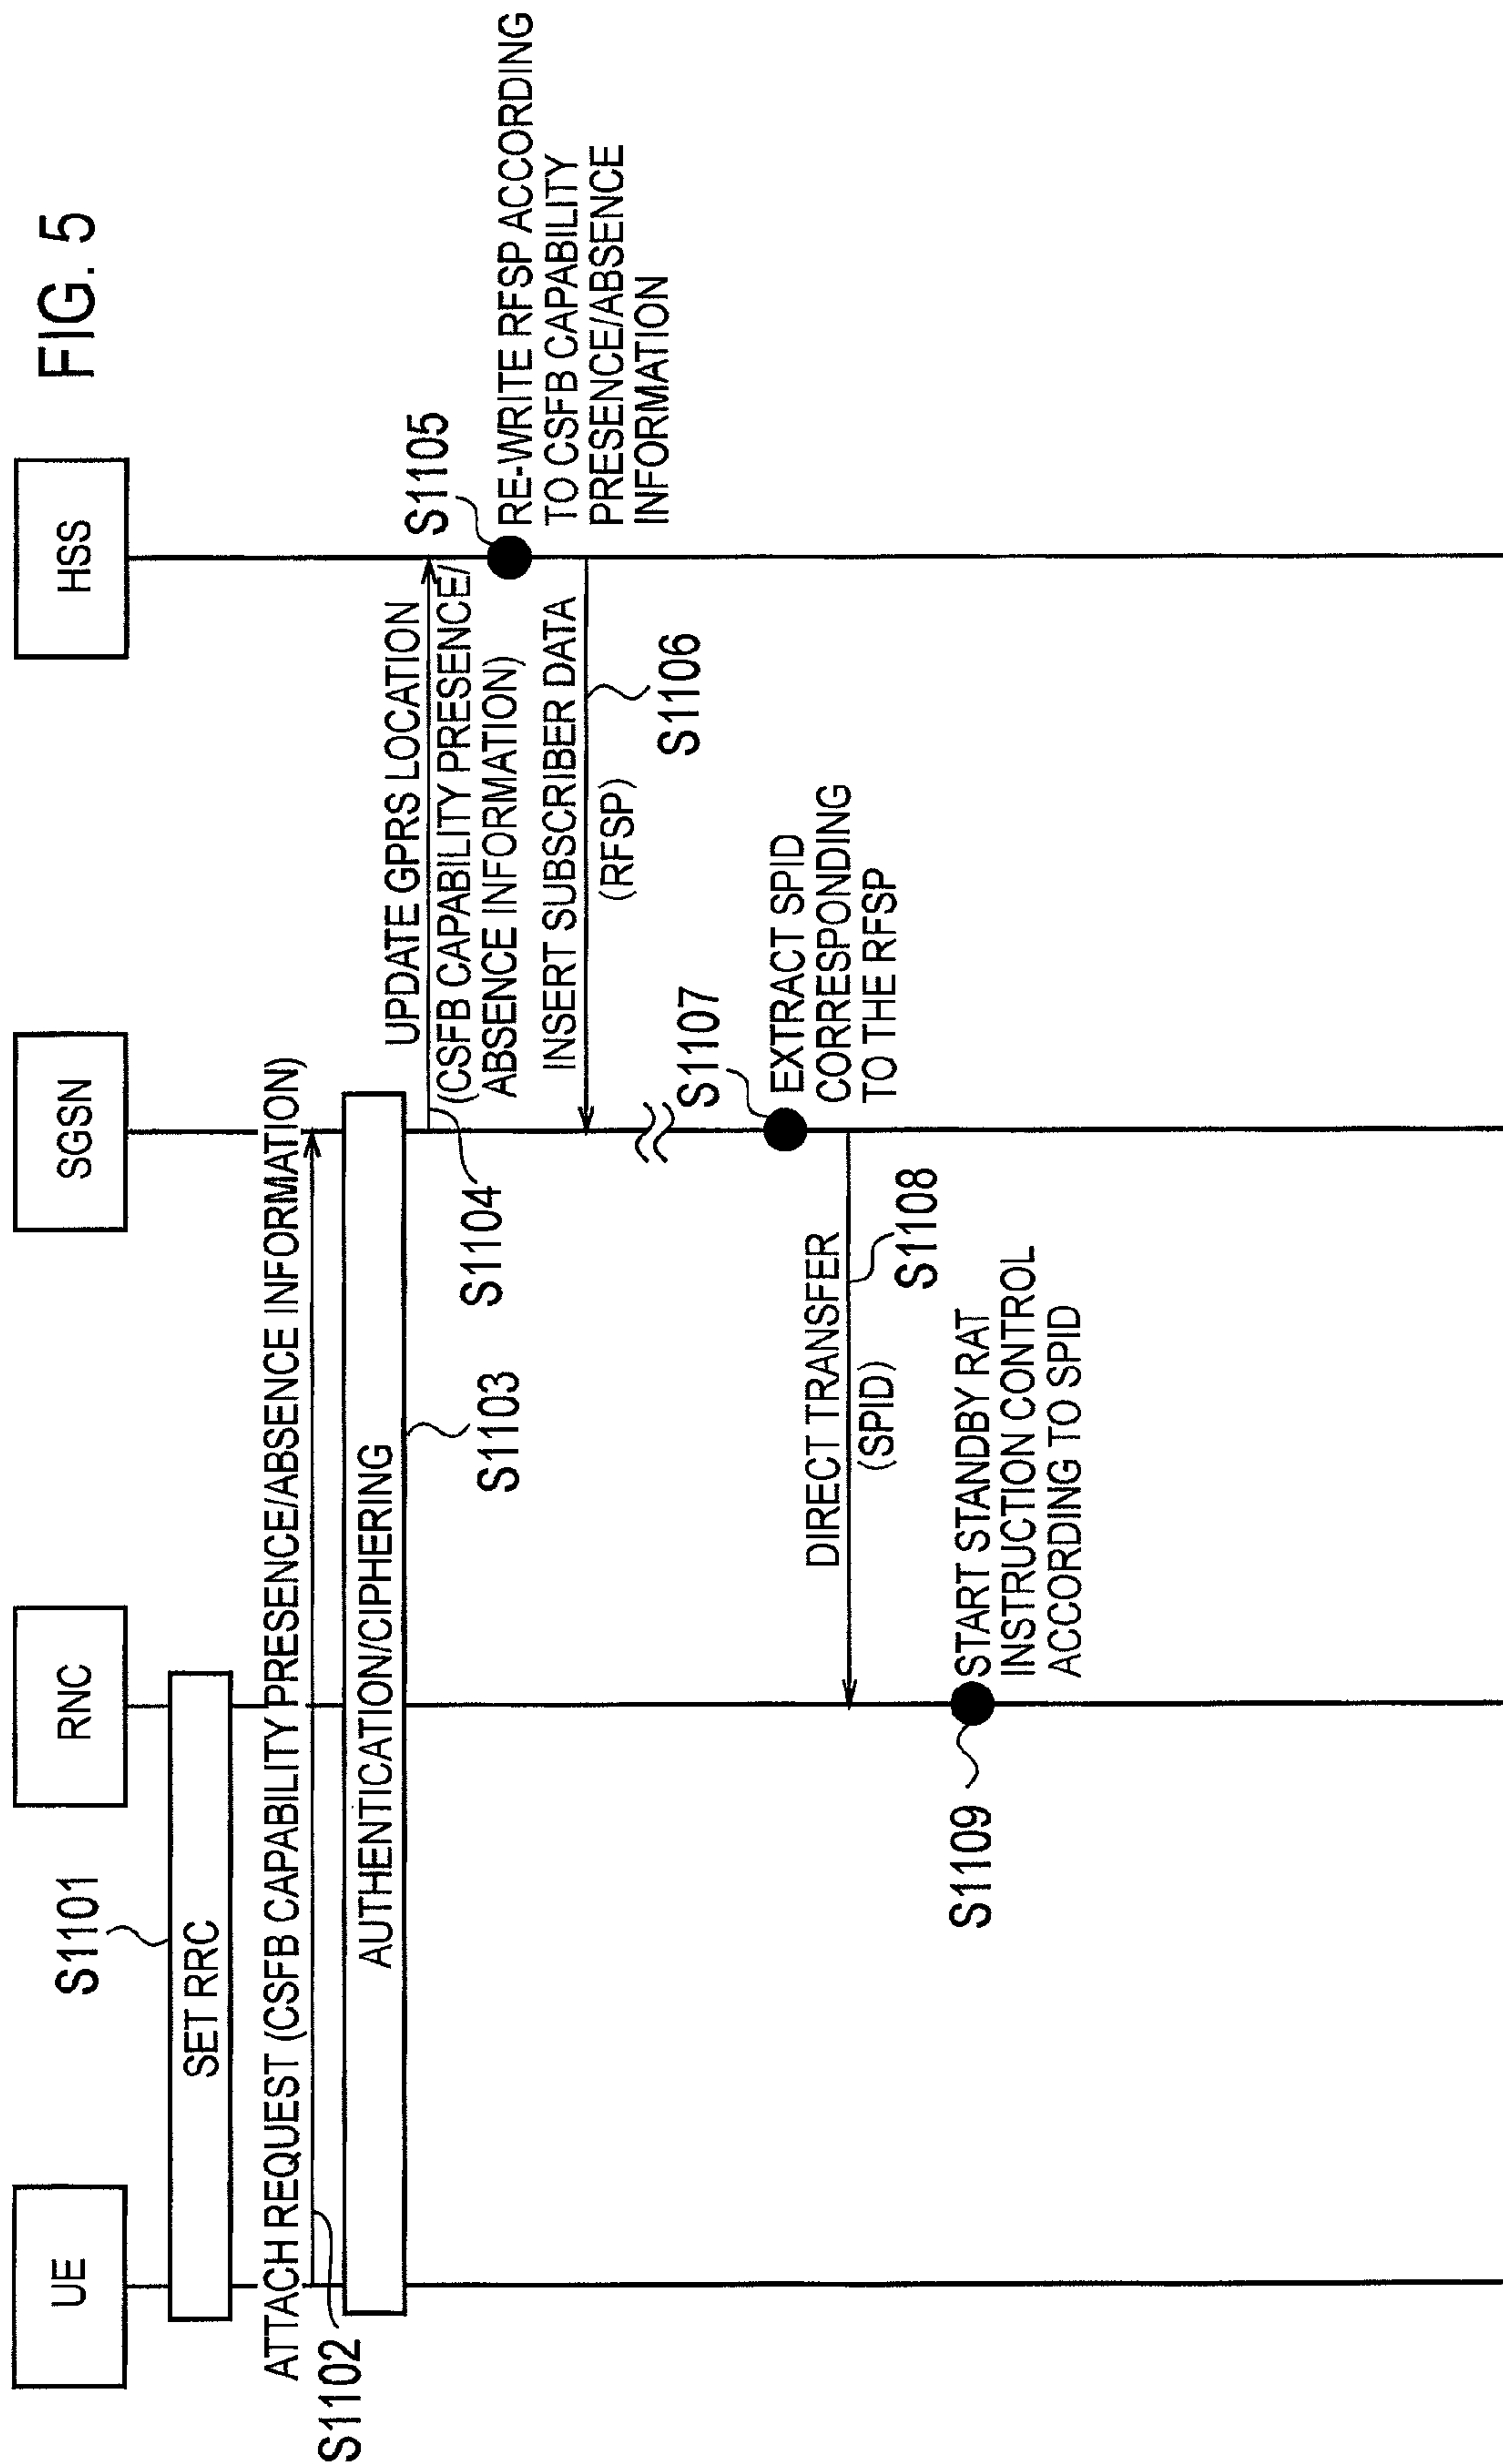 FIG. 5
UE
RNC
SGSN
HSS
S1101
SET RRC
ATTACH REQUEST (CSFB CAPABILITY PRESENCE/ABSENCE INFORMATION)
S1102
AUTHENTICATION/CIPHERING
S1103
UPDATE GPRS LOCATION
(CSFB CAPABILITY PRESENCE/
ABSENCE INFORMATION)
S1104
S1105
RE-WRITE RFSP ACCORDING
TO CSFB CAPABILITY
PRESENCE/ABSENCE
INFORMATION
INSERT SUBSCRIBER DATA
(RFSP)
S1106
S1107
EXTRACT SPID
CORRESPONDING
TO THE RFSP
DIRECT TRANSFER
(SPID)
S1108
S1109
START STANDBY RAT
INSTRUCTION CONTROL
ACCORDING TO SPID